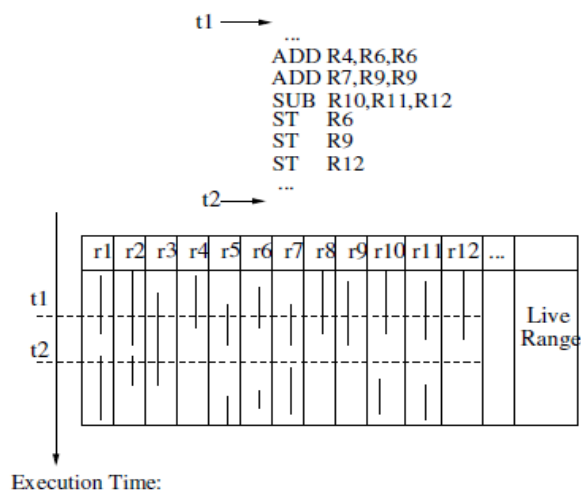 t1
...
ADD R4,R6,R6
ADD R7,R9,R9
SUB R10,R11,R12
ST R6
ST R9
ST R12
...
t2
r1 r2 r3 r4 r5 r6 r7 r8 r9 r10 r11 r12 ...
t1
Live
Range
t2
Execution Time: